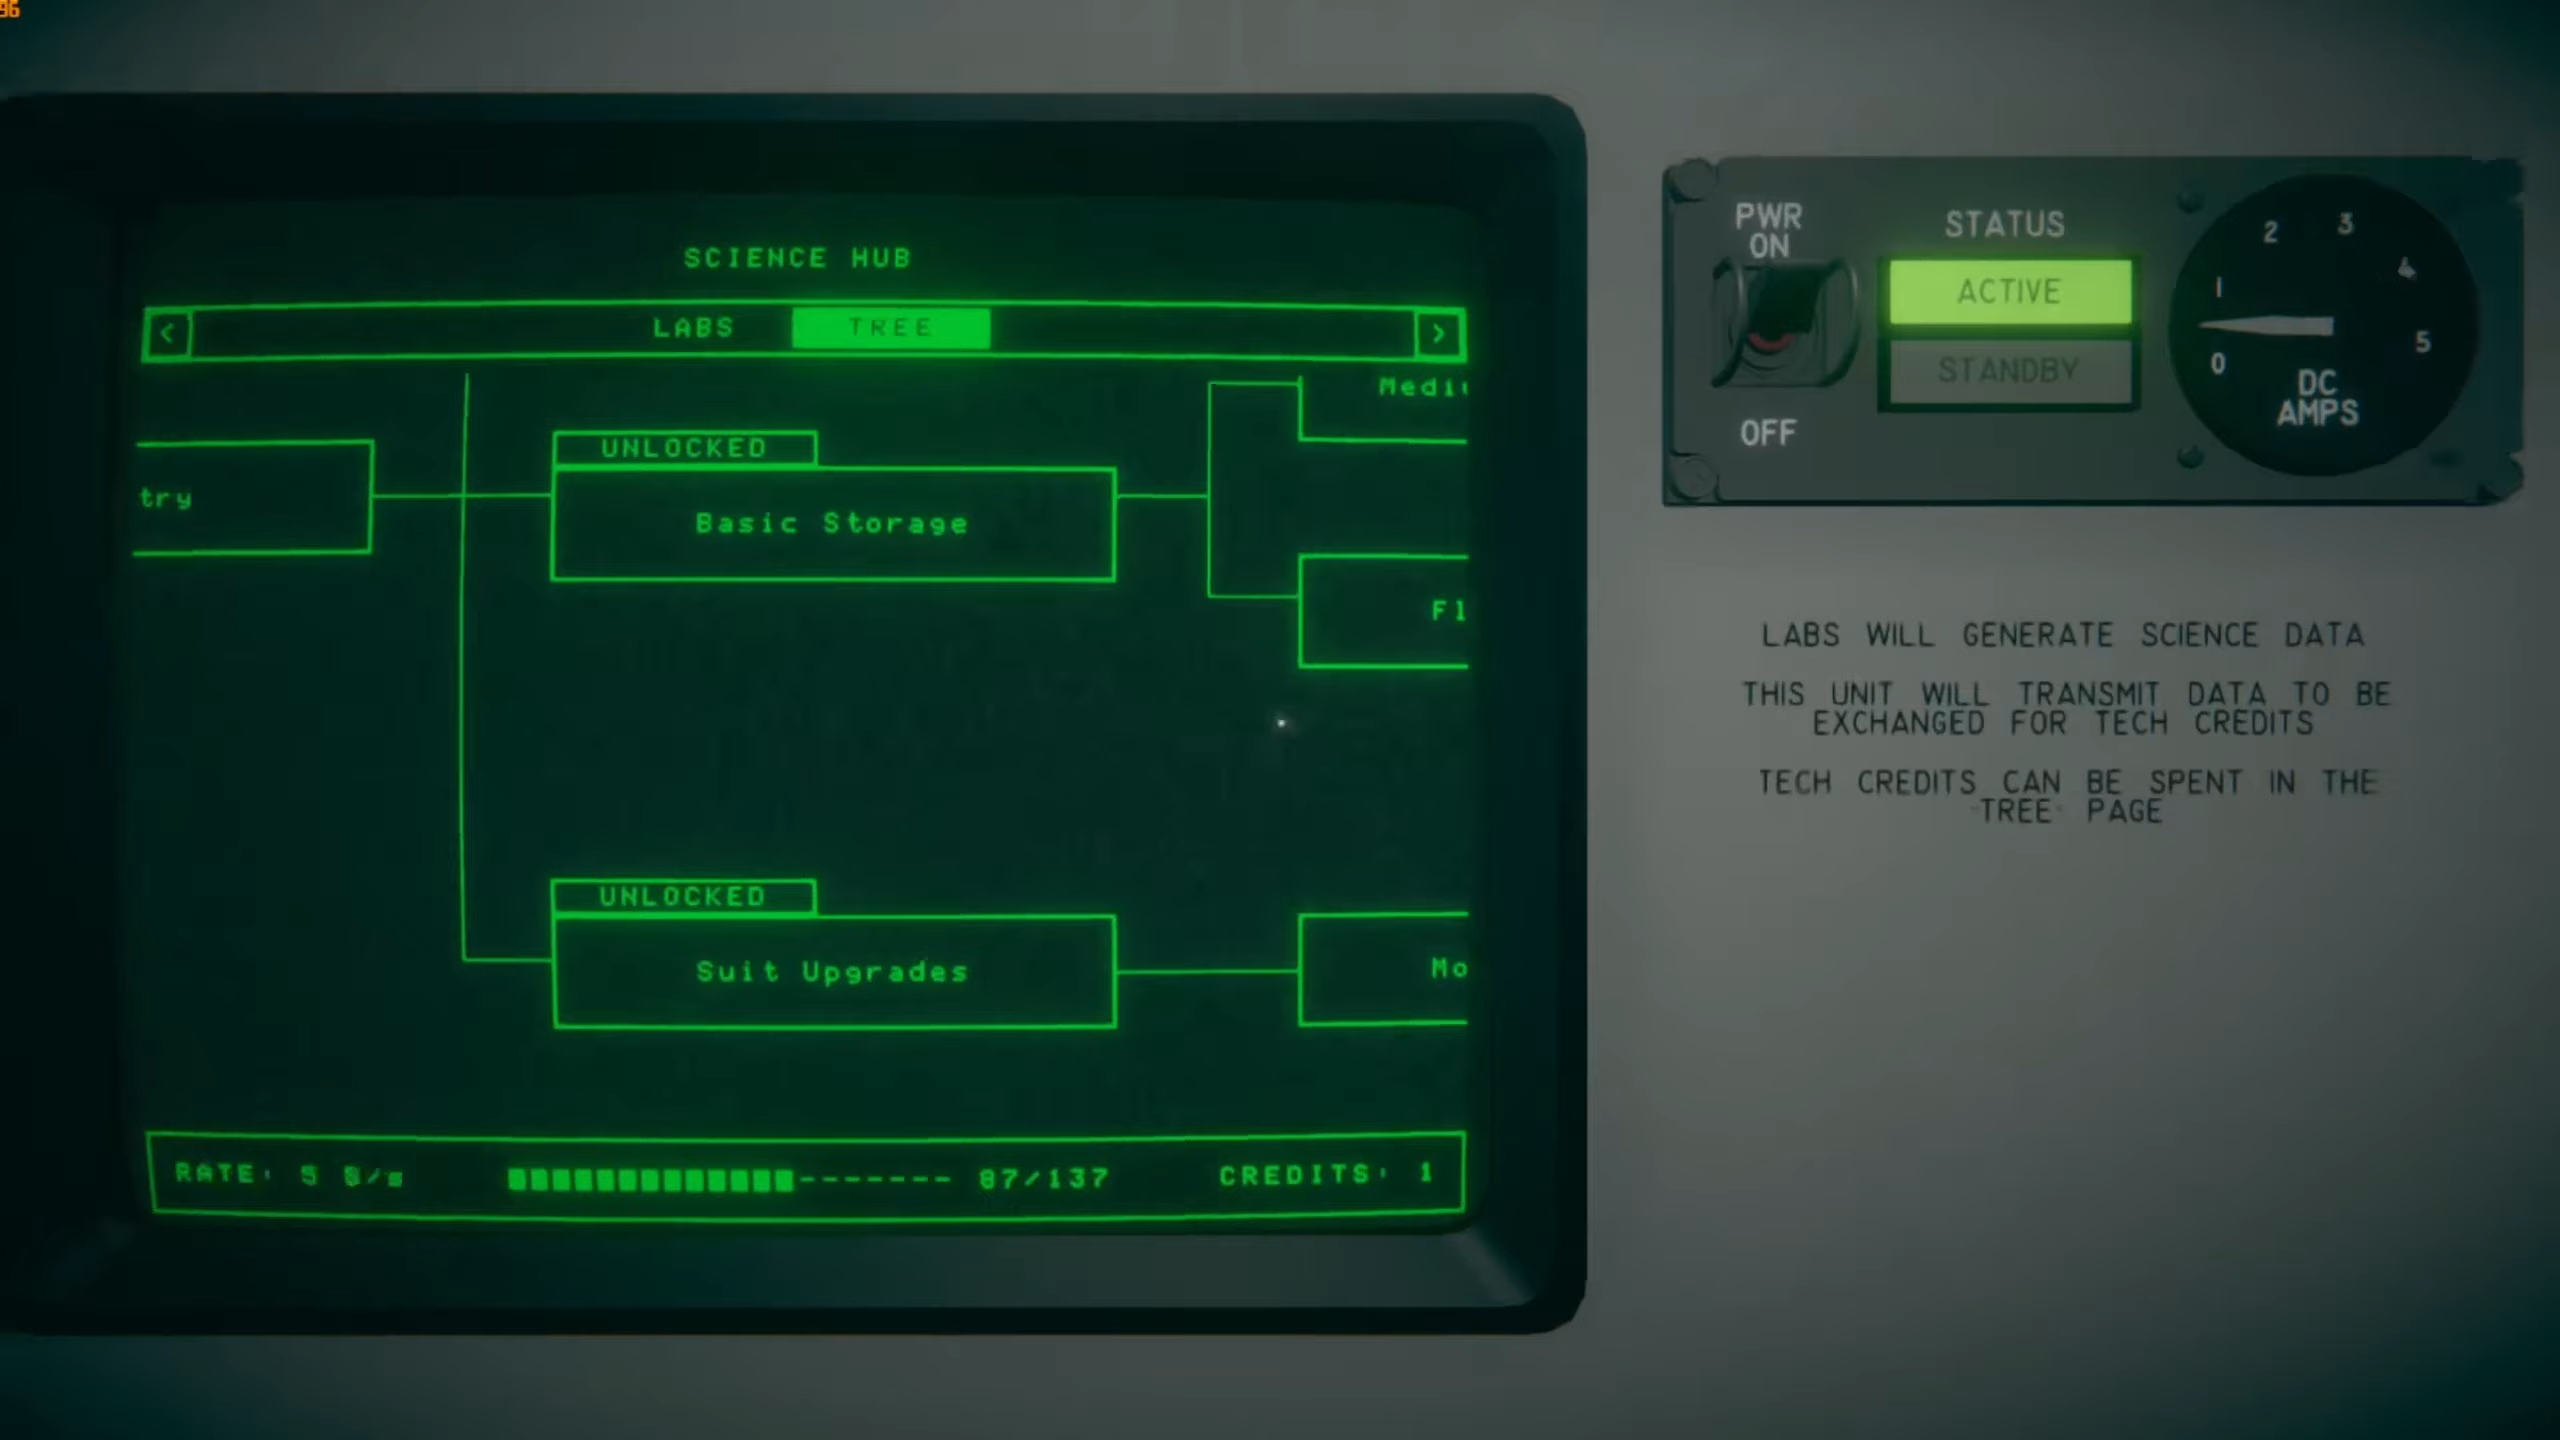 96
SCIENCE HUB
< LABS TREE >
Medi
UNLOCKED
try
Basic Storage
Fl
UNLOCKED
Suit Upgrades
Mo
RATE: 5
87/137
CREDITS: 1
PWR
ON
OFF
STATUS
ACTIVE
STANDBY
0 1 2 3 4 5
DC
AMPS
LABS WILL GENERATE SCIENCE DATA
THIS UNIT WILL TRANSMIT DATA TO BE
EXCHANGED FOR TECH CREDITS
TECH CREDITS CAN BE SPENT IN THE
TREE PAGE